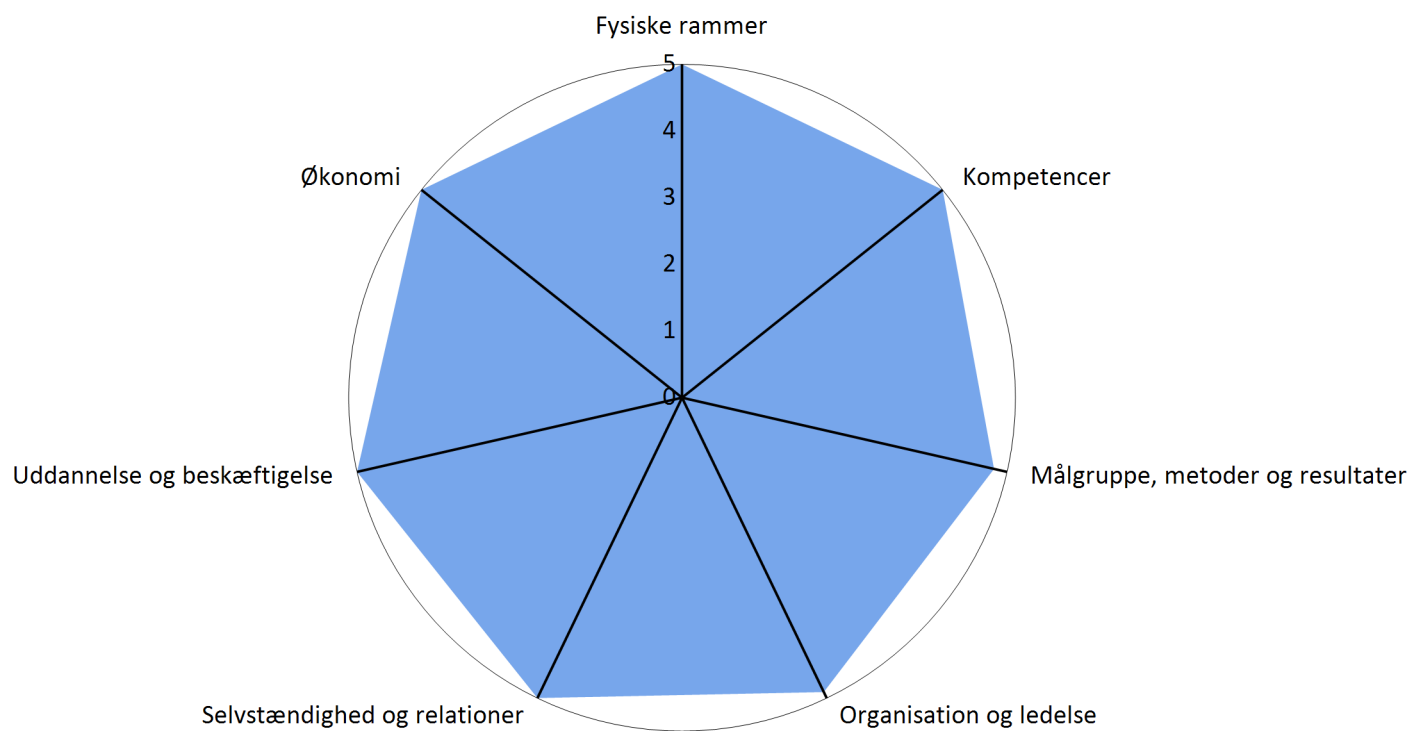 Fysiske rammer
5
4
Økonomi
Kompetencer
3
2
1
0
Uddannelse og beskæftigelse
Målgruppe, metoder og resultater
Selvstændighed og relationer
Organisation og ledelse